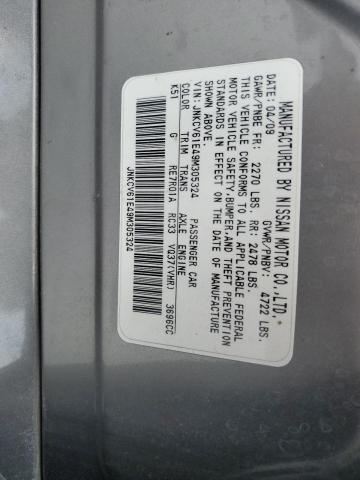 MANUFACTURED BY NISSAN MOTOR CO.,LTD.*
DATE: 04/09 GVWR/PNBV: 4722 LBS.
GAWR/PNBE FR: 2270 LBS. RR: 2478 LBS.
THIS VEHICLE CONFORMS TO ALL APPLICABLE FEDERAL
MOTOR VEHICLE SAFETY,BUMPER,AND THEFT PREVENTION
STANDARDS IN EFFECT ON THE DATE OF MANUFACTURE
SHOWN ABOVE.
VIN: JNKCV61E49M305324 PASSENGER CAR
COLOR TRIM TRANS AXLE ENGINE
K51 G RE7R01A RC33 VQ37(VHR) 3696CC
JNKCV61E49M305324